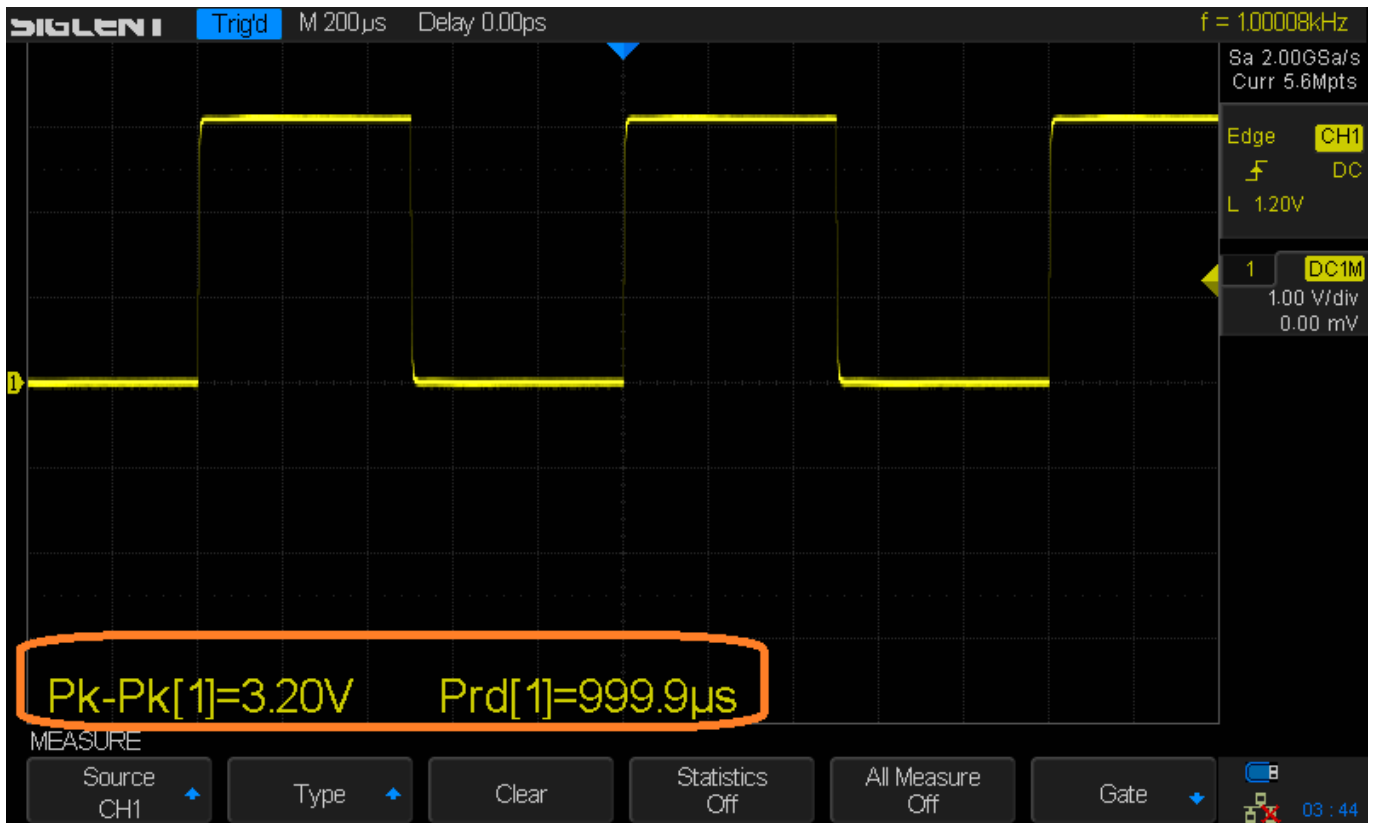 SIGLENT Trig'd M 200µs Delay 0.00ps f = 1.00008kHz
Sa 2.00GSa/s
Curr 5.6Mpts
Edge CH1
DC
L 1.20V
1 DC1M
1.00 V/div
0.00 mV
1
Pk-Pk[1]=3.20V Prd[1]=999.9µs
MEASURE
Source
CH1
Type
Clear
Statistics
Off
All Measure
Off
Gate
03 : 44